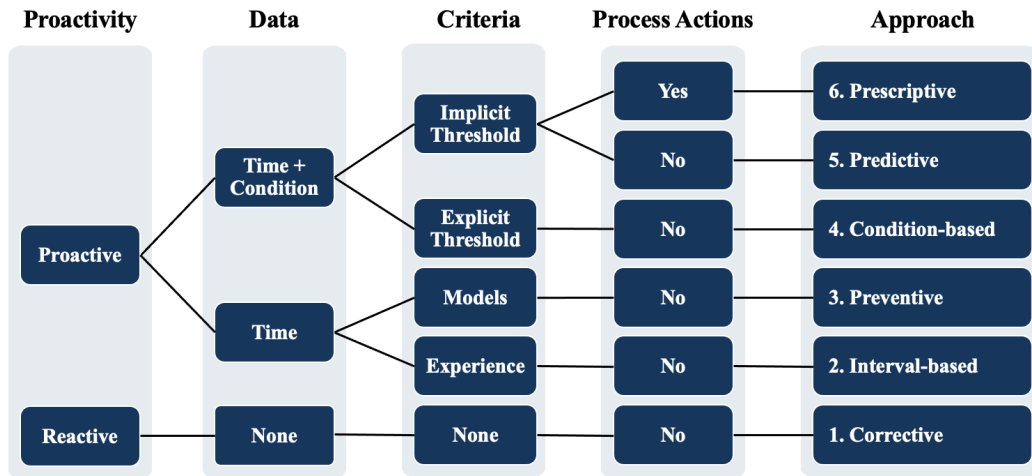 Proactivity
Data
Criteria
Process Actions
Approach
Proactive
Reactive
Time +
Condition
Time
None
Implicit
Threshold
Explicit
Threshold
Models
Experience
None
Yes
No
No
No
No
No
6. Prescriptive
5. Predictive
4. Condition-based
3. Preventive
2. Interval-based
1. Corrective